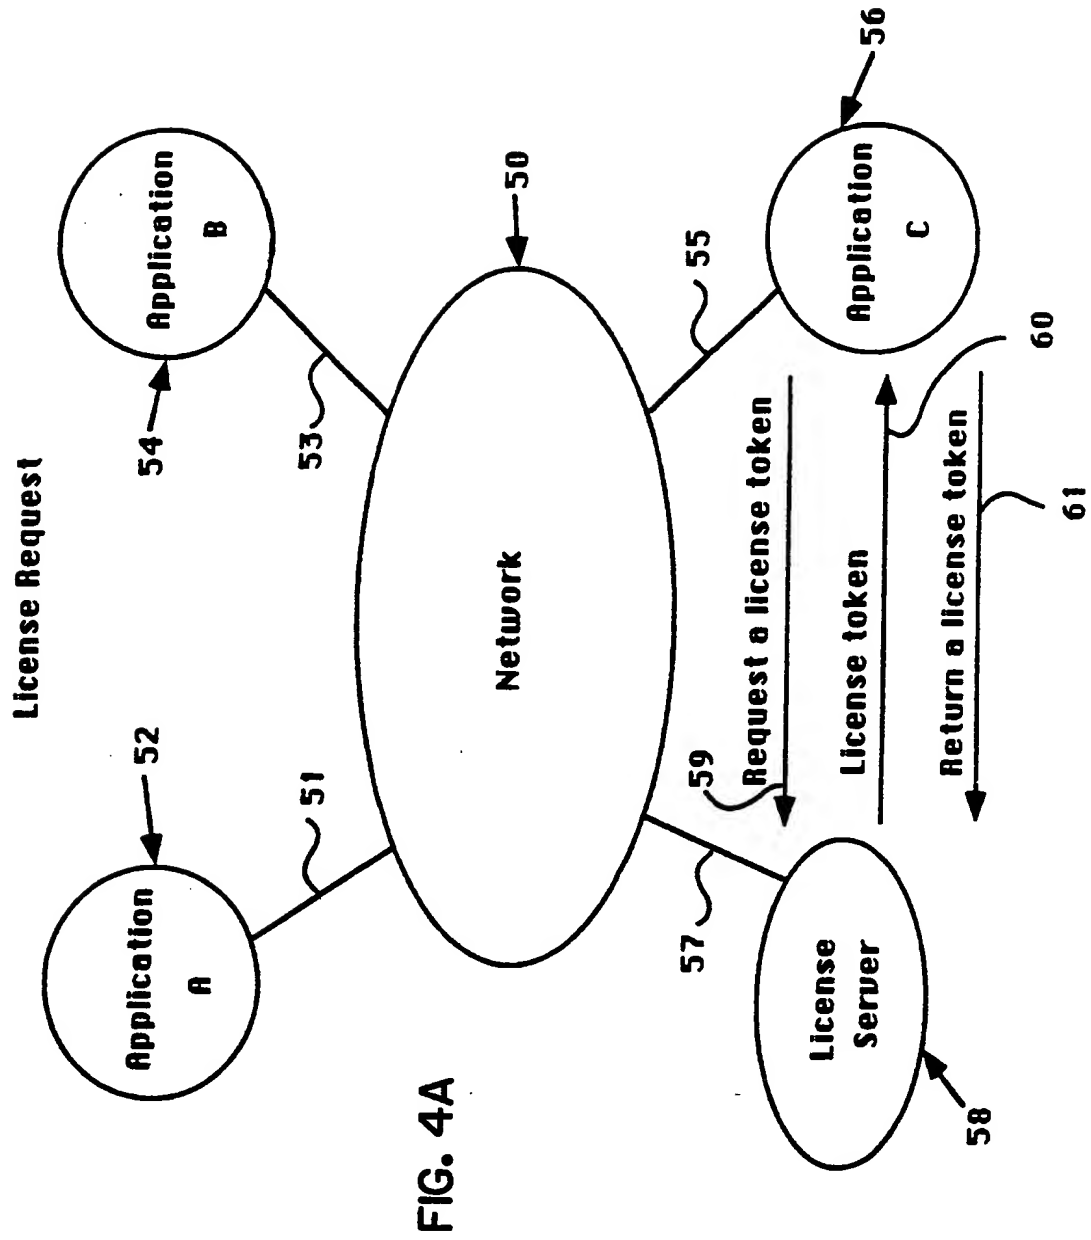 License Request
Application
A
52
51
Application
B
54
53
Network
50
License
Server
58
57
59
Request a license token
License token
60
Return a license token
61
Application
C
56
55
FIG. 4A